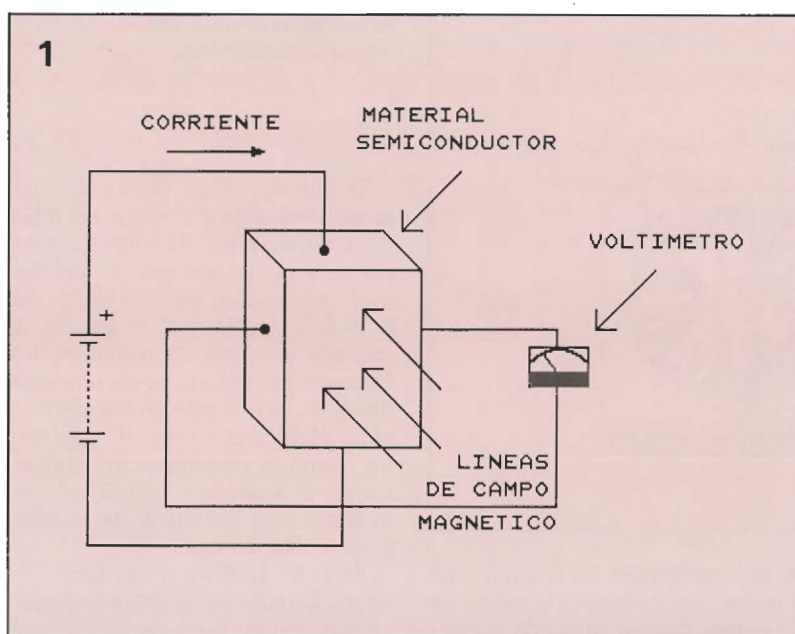 1
CORRIENTE
MATERIAL
SEMICONDUCTOR
VOLTIMETRO
+
LINEAS
DE CAMPO
MAGNETICO